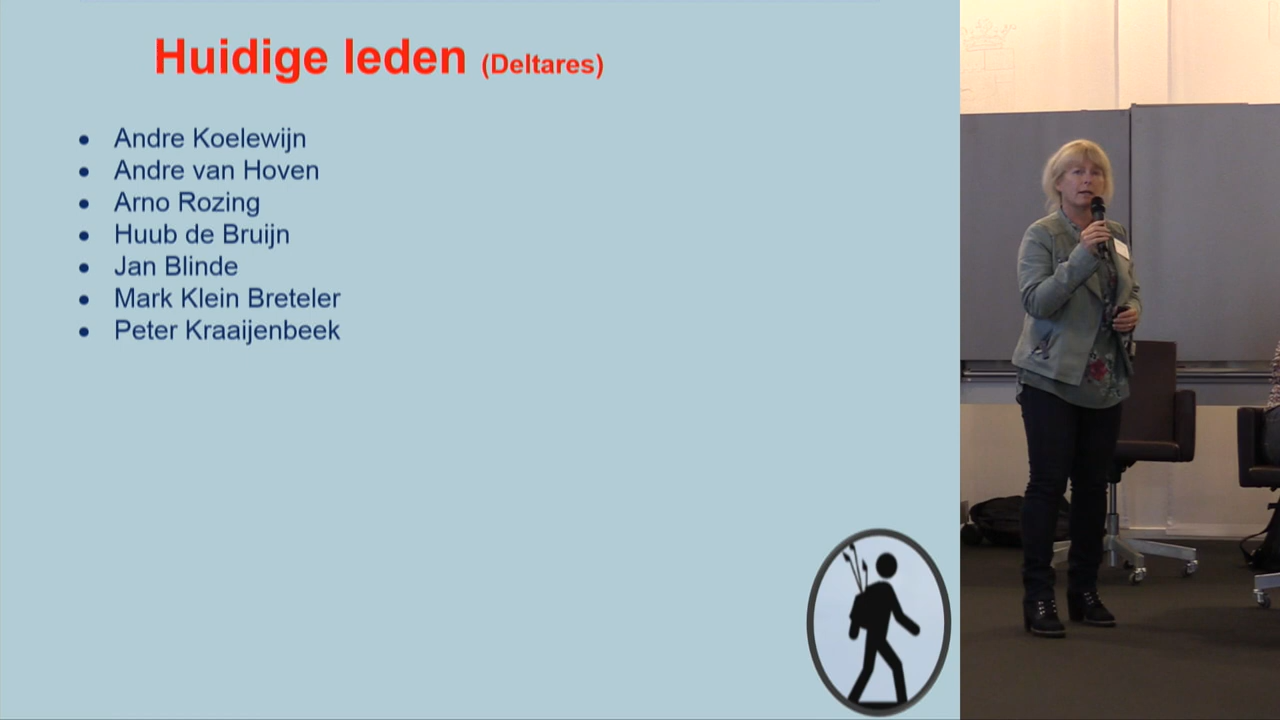 Huidige leden (Deltares)
• Andre Koelewijn
• Andre van Hoven
• Arno Rozing
• Huub de Bruijn
• Jan Blinde
• Mark Klein Breteler
• Peter Kraaijenbeek